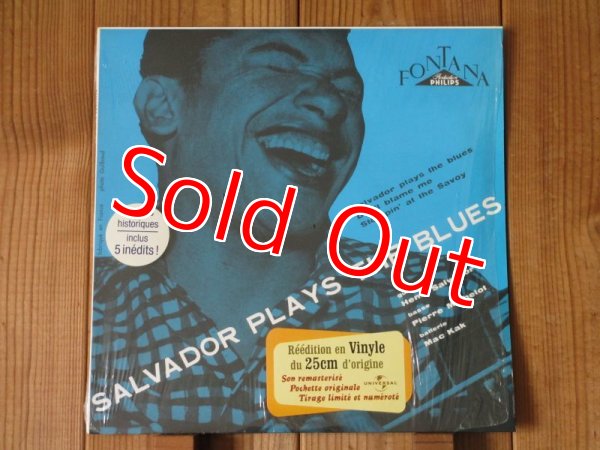 FONTANA
PHILIPS
Salvador plays the blues
blame me
at the Savoy
Sold Out
historiques
inclus
5 inédits !
SALVADOR PLAYS THE BLUES
Pierre
batterie
Mac Kak
Réédition en Vinyle
du 25cm d'origine
Son remasterisé
Pochette originale
Tirage limité et numéroté
UNIVERSAL